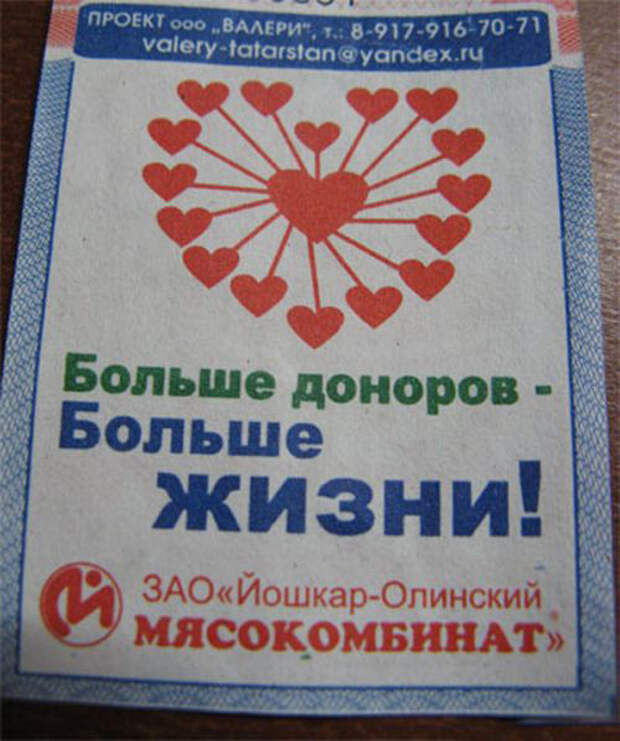 ПРОЕКТ ооо „ВАЛЕРИ", т.: 8-917-916-70-71
valery-tatarstan@yandex.ru
Больше доноров -
Больше
жизни!
ЗАО«Йошкар-Олинский
МЯСОКОМБИНАТ»